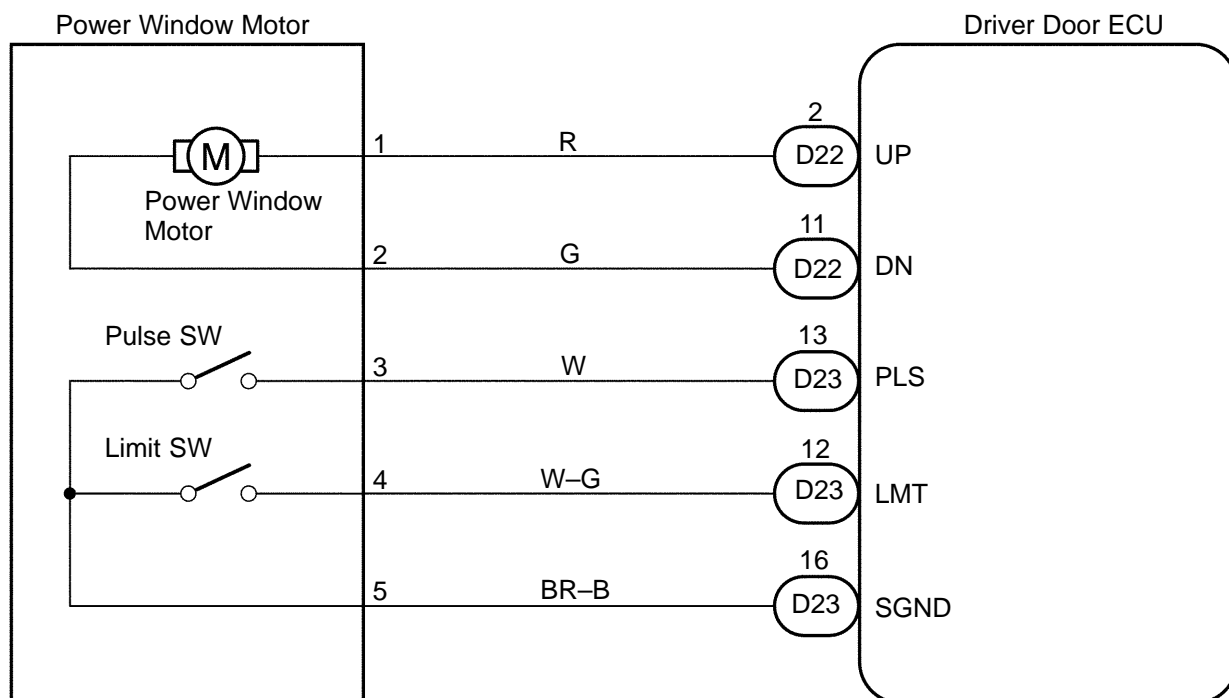 Power Window Motor
Driver Door ECU
M
Power Window
Motor
1
R
2
D22
UP
2
G
11
D22
DN
Pulse SW
3
W
13
D23
PLS
Limit SW
4
W–G
12
D23
LMT
5
BR–B
16
D23
SGND